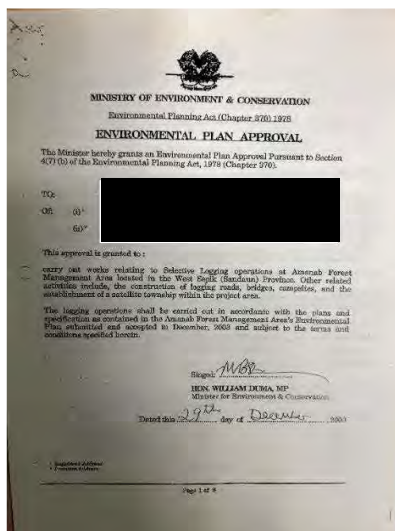 MINISTRY OF ENVIRONMENT & CONSERVATION
Environmental Planning Act (Chapter 370) 1978
ENVIRONMENTAL PLAN APPROVAL
The Minister hereby grants an Environmental Plan Approval Pursuant to Section
4(7) (b) of the Environmental Planning Act, 1978 (Chapter 370).
TO:
Of: (i)*
(ii)*
This approval is granted to :
carry out works relating to Selective Logging operations at Amanab Forest
Management Area located in the West Sepik (Sandaun) Province. Other related
activities include, the construction of logging roads, bridges, campsites, and the
establishment of a satellite township within the project area.
The logging operations shall be carried out in accordance with the plans and
specification as contained in the Amanab Forest Management Area's Environmental
Plan submitted and accepted in December, 2003 and subject to the terms and
conditions specified herein.
Signed:
HON. WILLIAM DUMA, MP
Minister for Environment & Conservation
Dated this 29th day of December 2003
Page 1 of